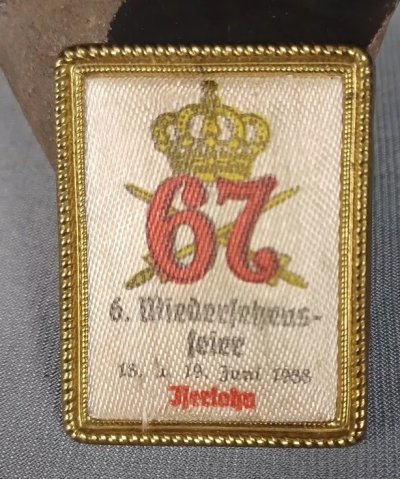 67
6. Wiedersehens-
feier
18. u. 19. Juni 1938
Iserlohn